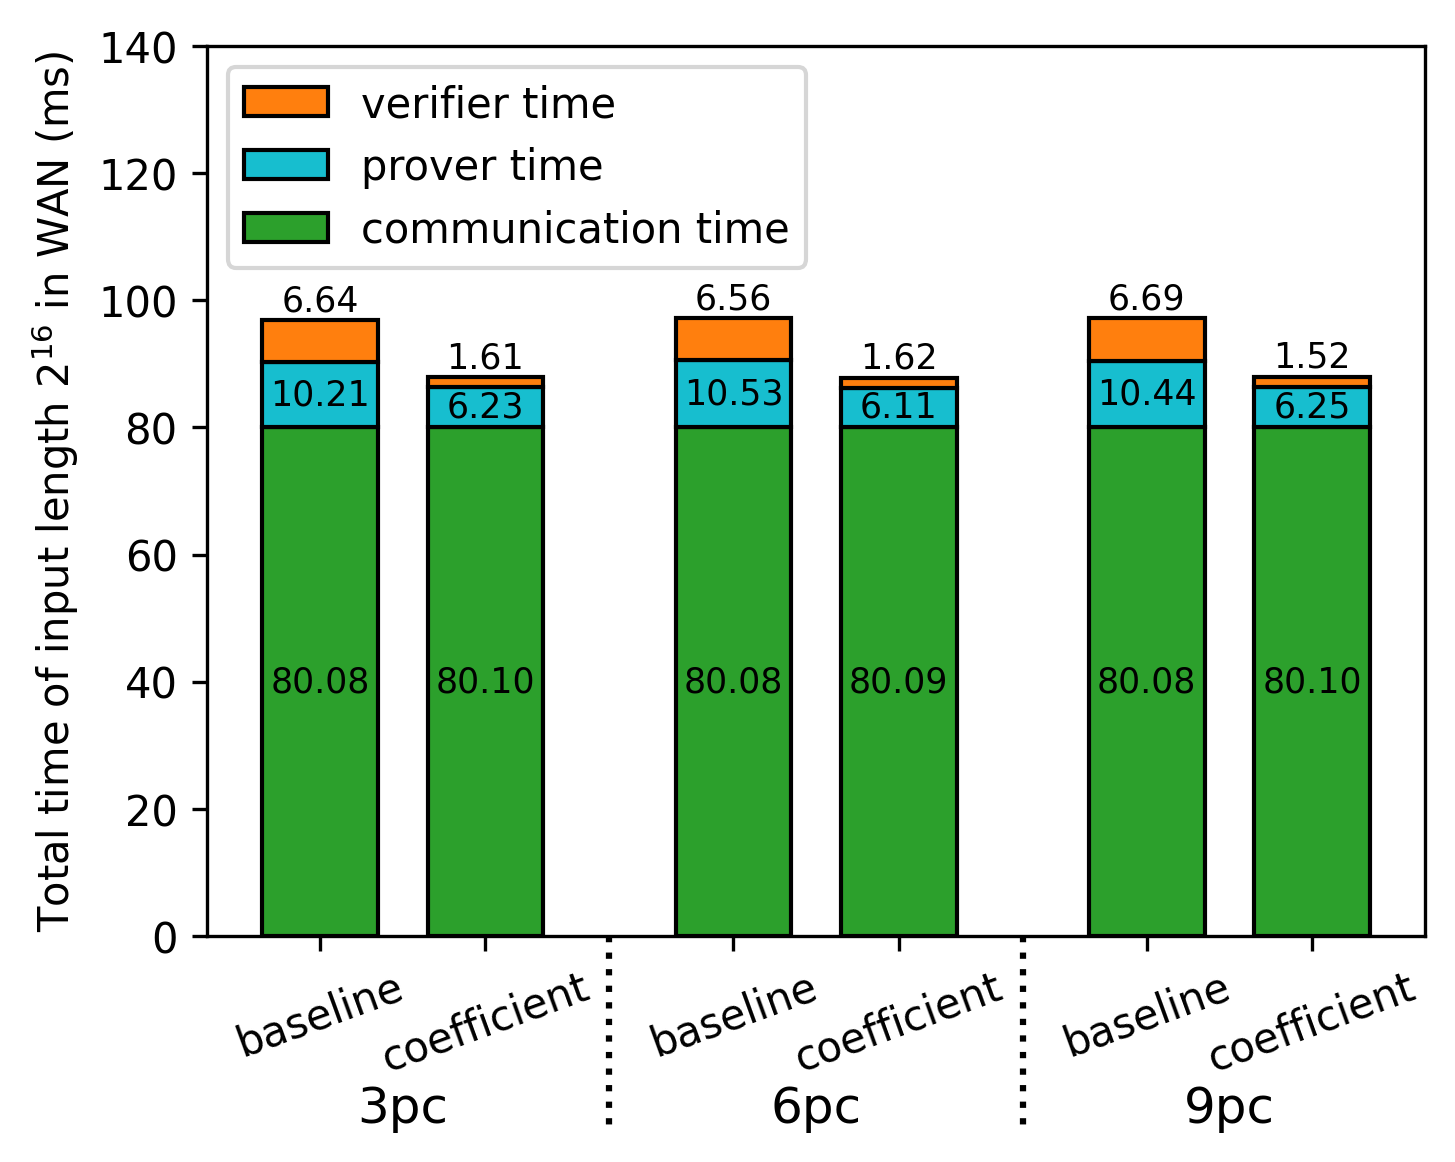 Total time of input length 2^16 in WAN (ms)
140
120
100
80
60
40
20
0
verifier time
prover time
communication time
6.64
10.21
80.08
1.61
6.23
80.10
6.56
10.53
80.08
1.62
6.11
80.09
6.69
10.44
80.08
1.52
6.25
80.10
baseline
coefficient
baseline
coefficient
baseline
coefficient
3pc
6pc
9pc